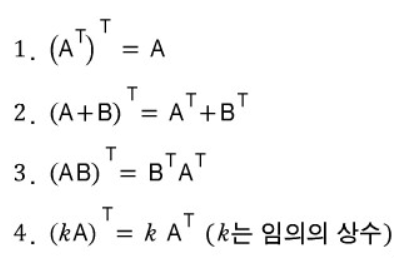 1. (Aᵀ)ᵀ = A
2. (A+B)ᵀ = Aᵀ+Bᵀ
3. (AB)ᵀ = BᵀAᵀ
4. (kA)ᵀ = k Aᵀ (k는 임의의 상수)